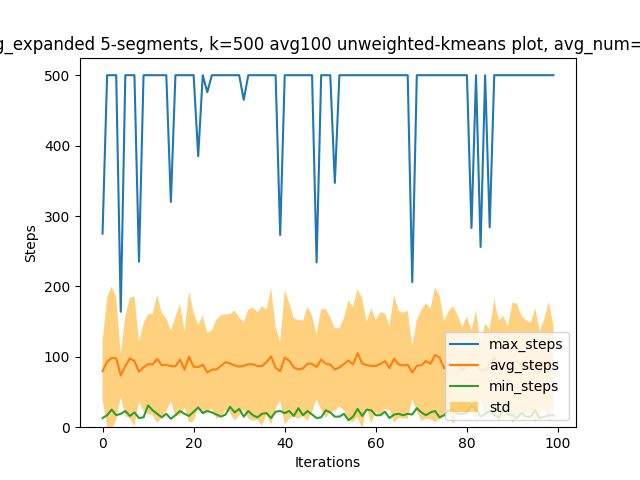 g_expanded 5-segments, k=500 avg100 unweighted-kmeans plot, avg_num=
500
400
300
200
100
0
Steps
0 20 40 60 80 100
Iterations
max_steps
avg_steps
min_steps
std